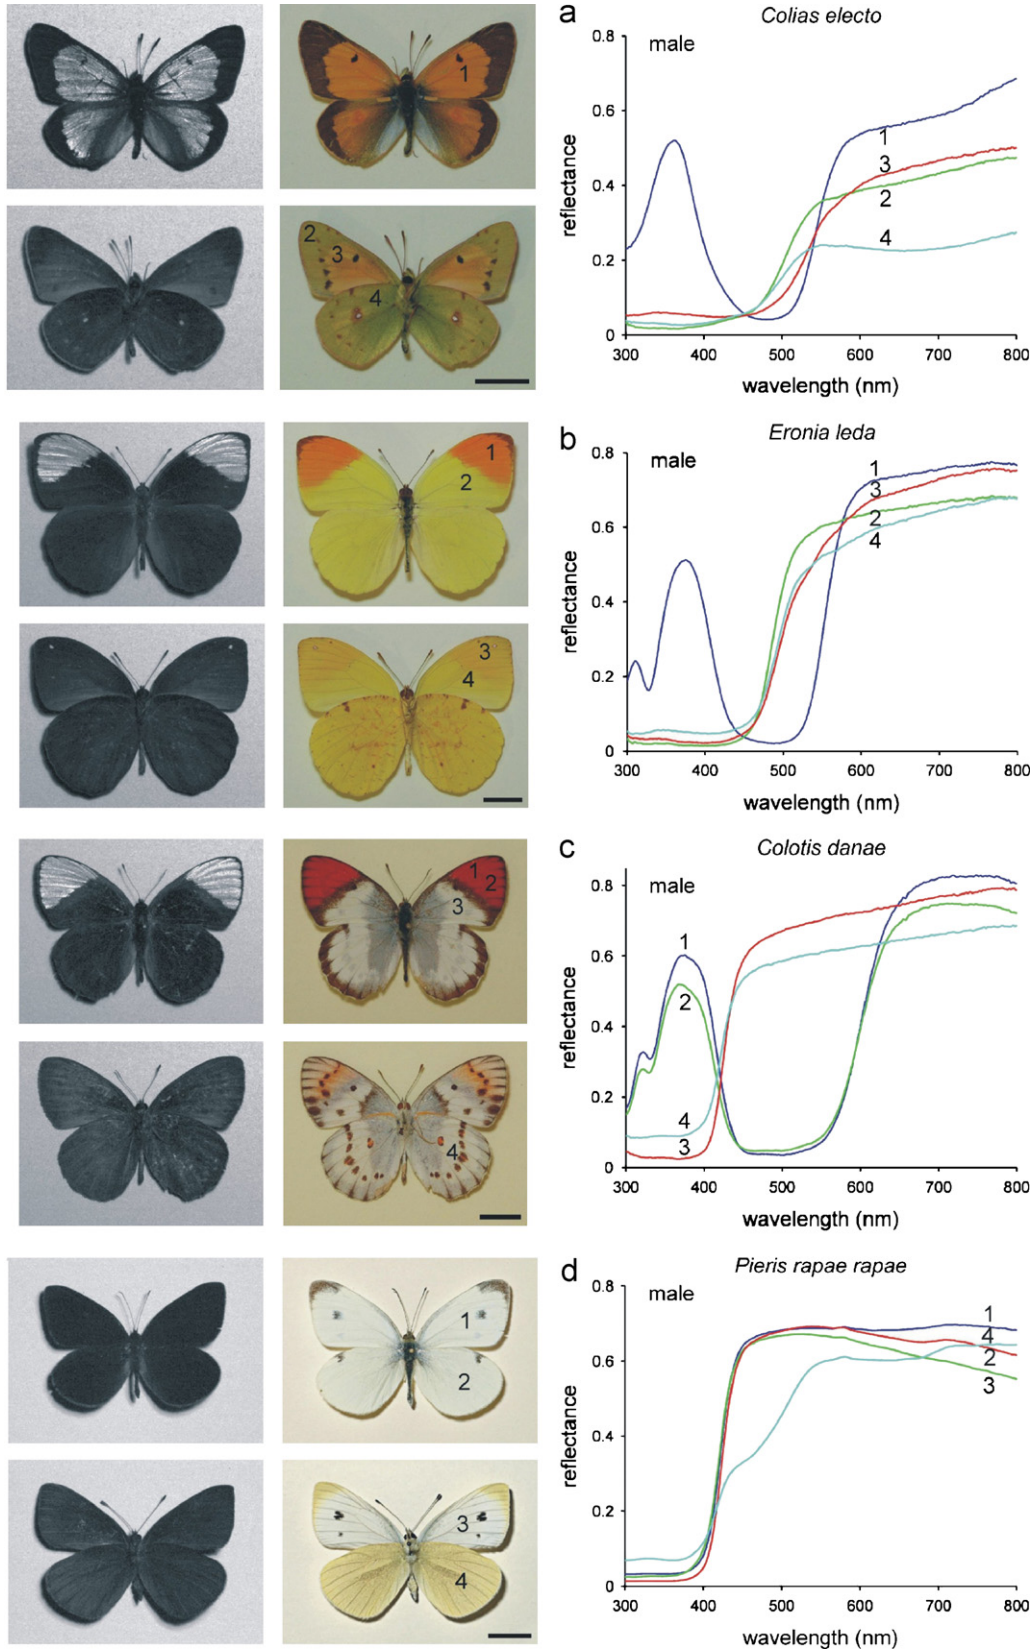 a
Colias electo
male
0.8
0.6
0.4
0.2
0
reflectance
300 400 500 600 700 800
wavelength (nm)
1
3
2
4
1
2
3
4
b
Eronia leda
male
0.8
0.6
0.4
0.2
0
reflectance
300 400 500 600 700 800
wavelength (nm)
1
3
2
4
1
2
3
4
c
Colotis danae
male
0.8
0.6
0.4
0.2
0
reflectance
300 400 500 600 700 800
wavelength (nm)
1
2
4
3
1
2
3
4
d
Pieris rapae rapae
male
0.8
0.6
0.4
0.2
0
reflectance
300 400 500 600 700 800
wavelength (nm)
1
4
2
3
1
2
3
4